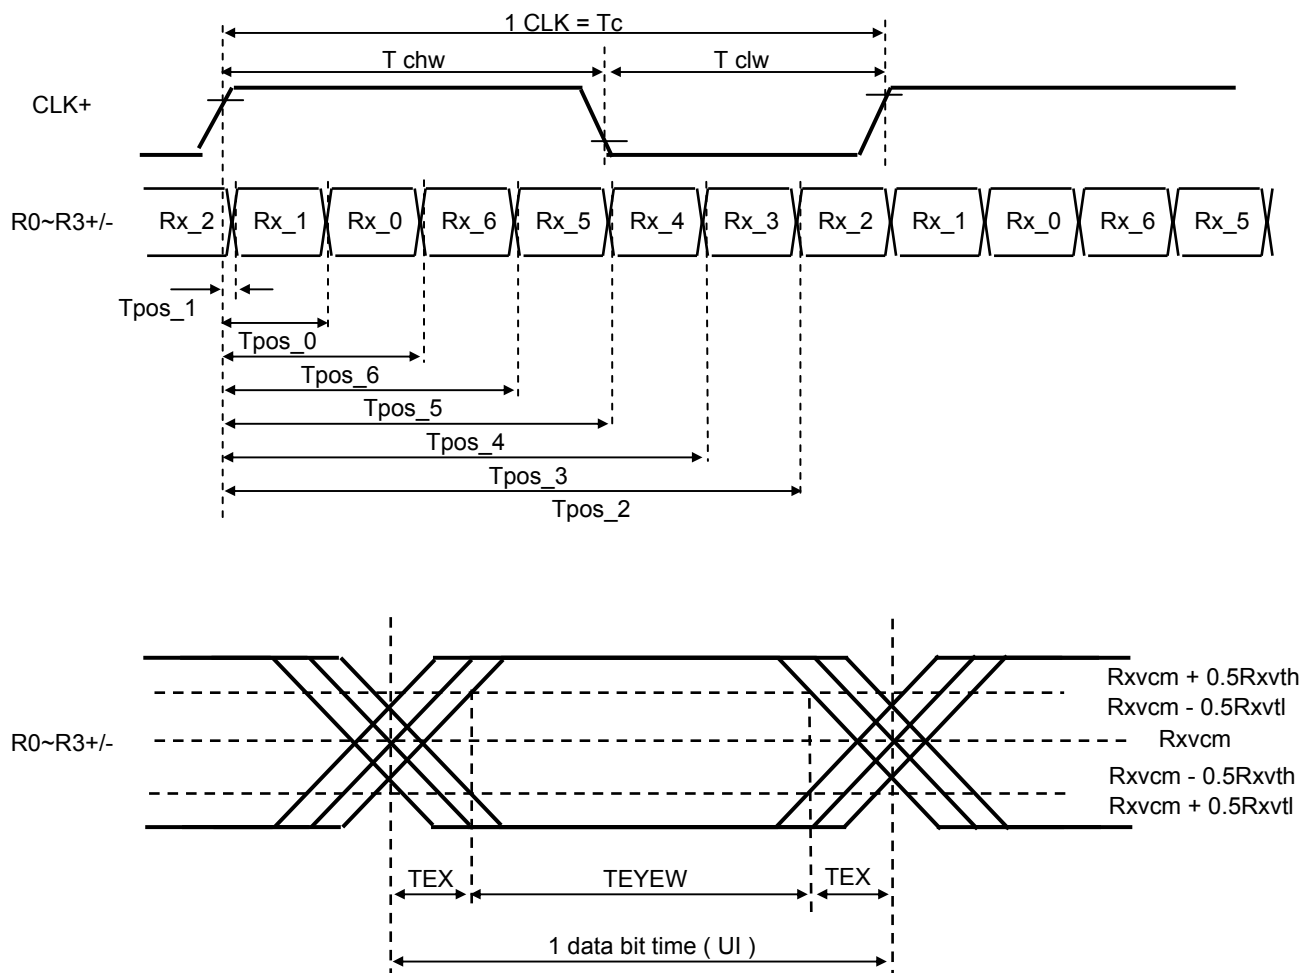 1 CLK = Tc
T chw
T clw
CLK+
R0~R3+/-
Rx_2
Rx_1
Rx_0
Rx_6
Rx_5
Rx_4
Rx_3
Rx_2
Rx_1
Rx_0
Rx_6
Rx_5
Tpos_1
Tpos_0
Tpos_6
Tpos_5
Tpos_4
Tpos_3
Tpos_2
R0~R3+/-
Rxvcm + 0.5Rxvth
Rxvcm - 0.5Rxvtl
Rxvcm
Rxvcm - 0.5Rxvth
Rxvcm + 0.5Rxvtl
TEX
TEYEW
TEX
1 data bit time ( UI )